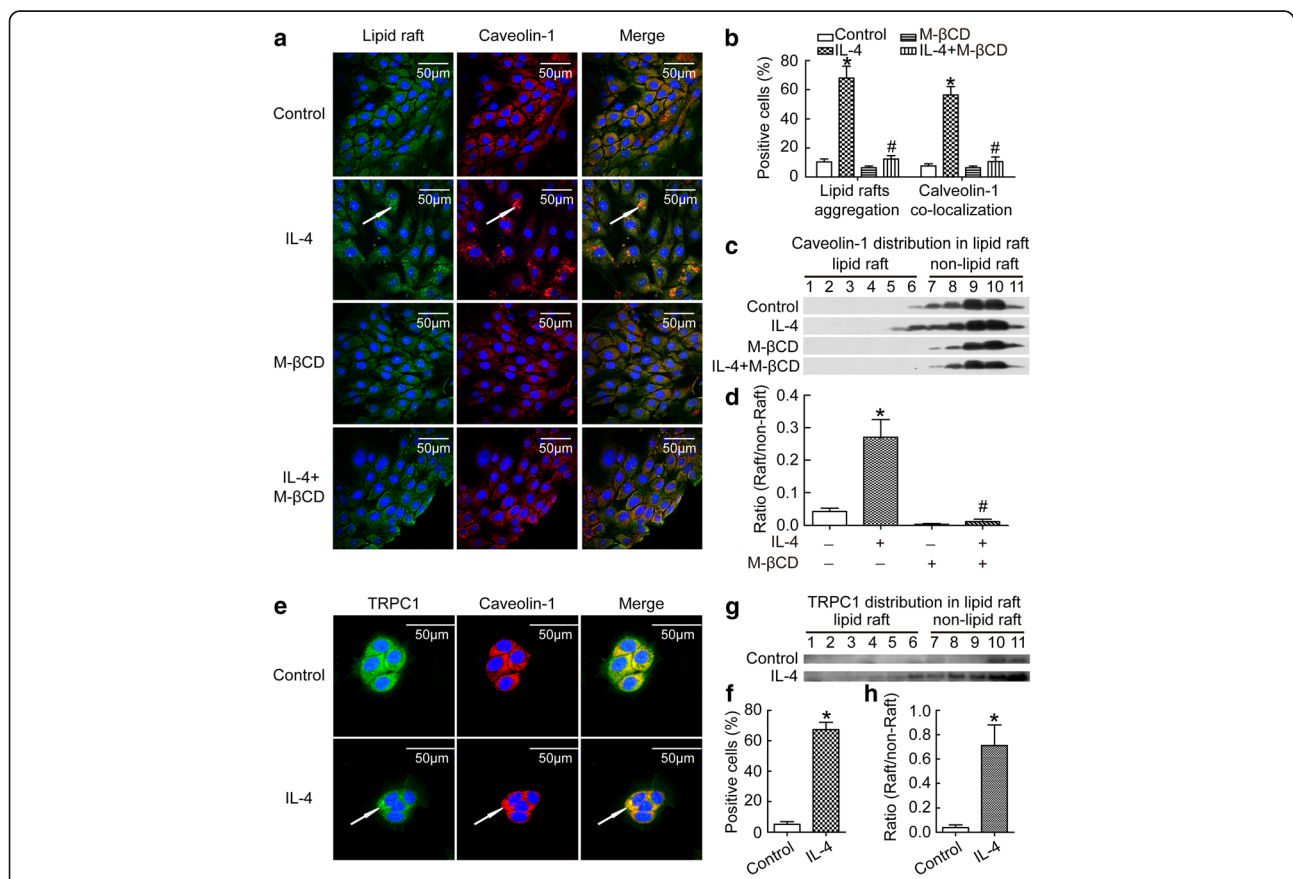 a
Lipid raft Caveolin-1 Merge
Control
50μm 50μm 50μm
IL-4
50μm 50μm 50μm
M-βCD
50μm 50μm 50μm
IL-4+
M-βCD
50μm 50μm 50μm
b
Control M-βCD
IL-4 IL-4+M-βCD
Positive cells (%)
80
60
40
20
0
* # * #
Lipid rafts Calveolin-1
aggregation co-localization
c
Caveolin-1 distribution in lipid raft
lipid raft non-lipid raft
1 2 3 4 5 6 7 8 9 10 11
Control
IL-4
M-βCD
IL-4+M-βCD
d
Ratio (Raft/non-Raft)
0.4
0.3
0.2
0.1
0.0
* #
IL-4 – + – +
M-βCD – – + +
e
TRPC1 Caveolin-1 Merge
Control
50μm 50μm 50μm
IL-4
50μm 50μm 50μm
g
TRPC1 distribution in lipid raft
lipid raft non-lipid raft
1 2 3 4 5 6 7 8 9 10 11
Control
IL-4
f
Positive cells (%)
80
60
40
20
0
*
Control IL-4
h
Ratio (Raft/non-Raft)
1.0
0.8
0.6
0.4
0.2
0.0
*
Control IL-4